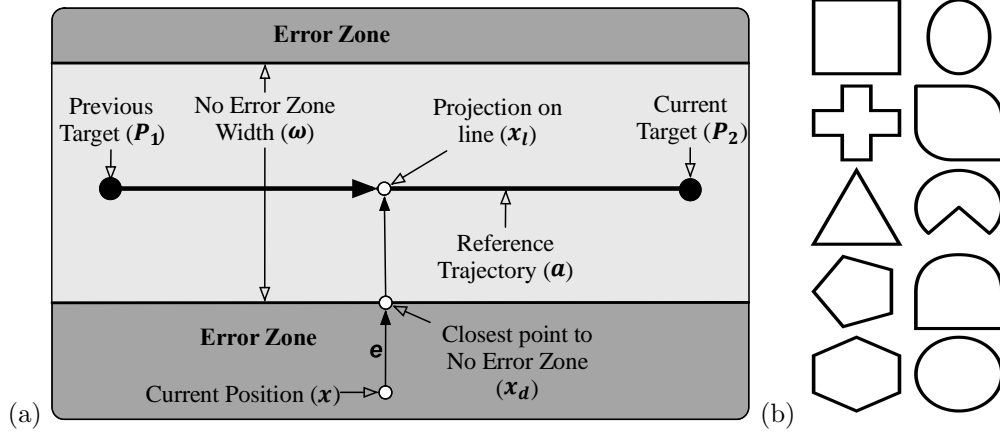 Error Zone
Previous
Target (P₁)
No Error Zone
Width (ω)
Projection on
line (xₗ)
Current
Target (P₂)
Reference
Trajectory (a)
Error Zone
e
Closest point to
No Error Zone
(x_d)
Current Position (x)
(a)
(b)